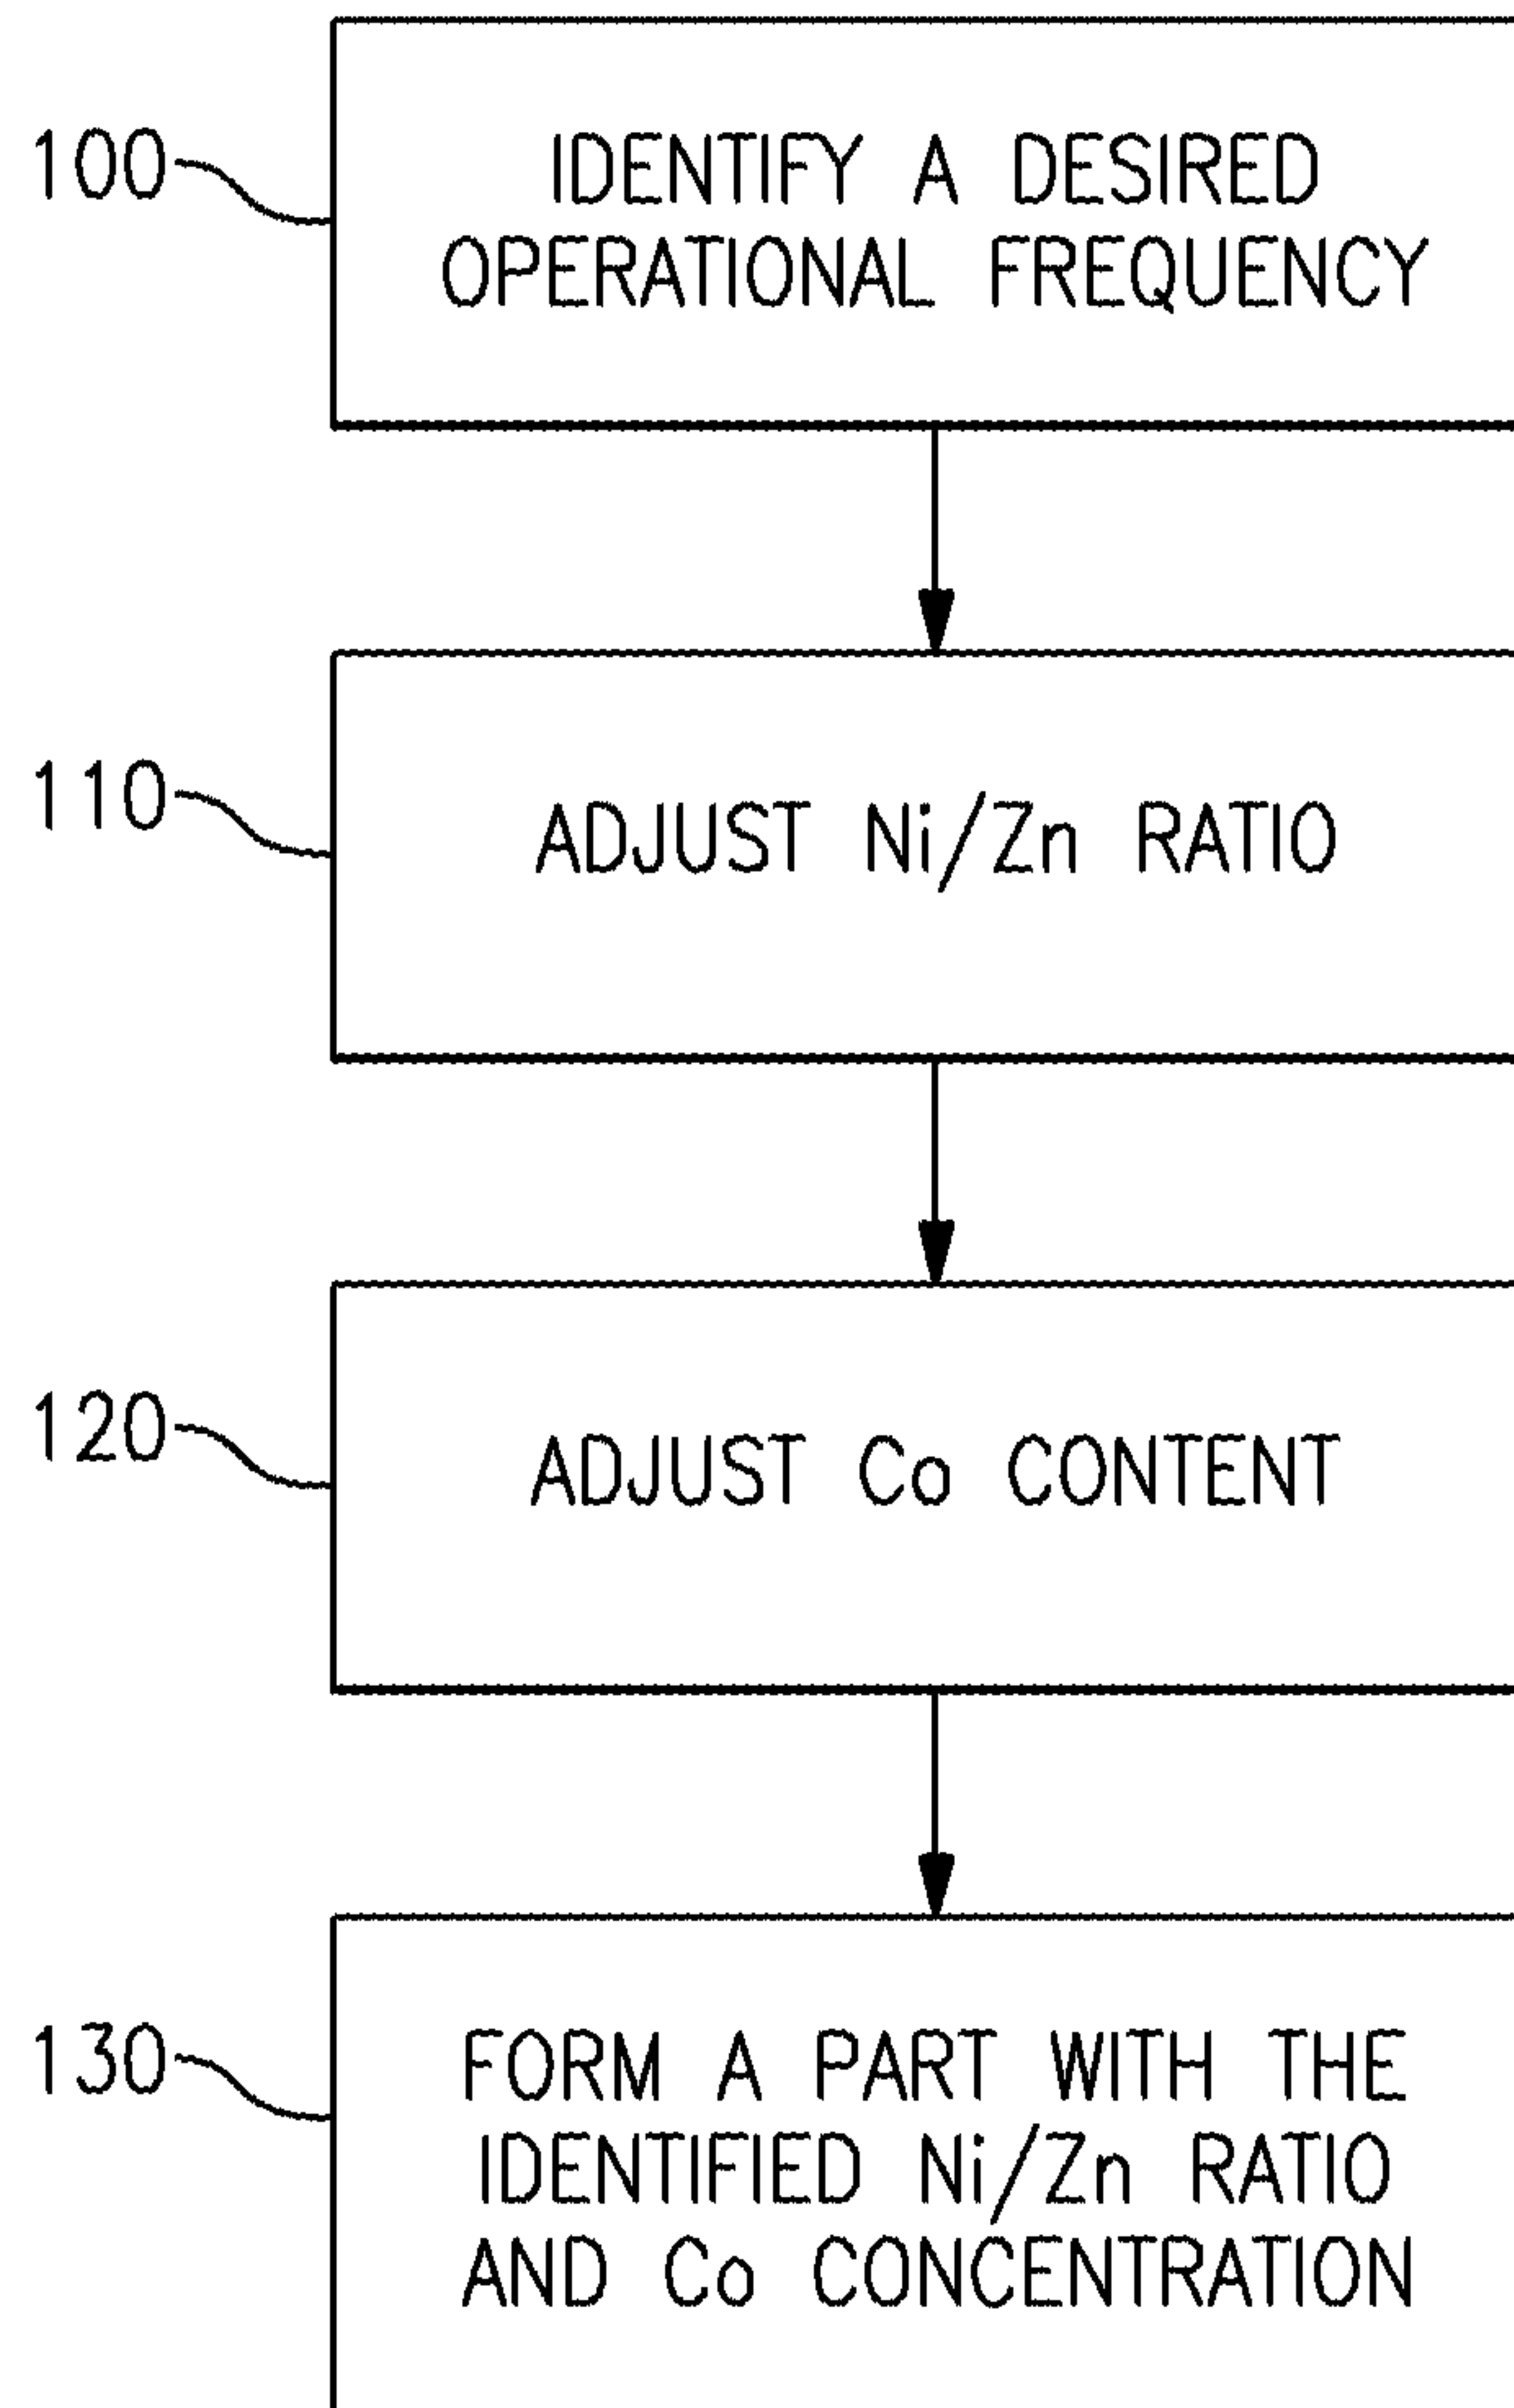 100
IDENTIFY A DESIRED
OPERATIONAL FREQUENCY
110
ADJUST Ni/Zn RATIO
120
ADJUST Co CONTENT
130
FORM A PART WITH THE
IDENTIFIED Ni/Zn RATIO
AND Co CONCENTRATION